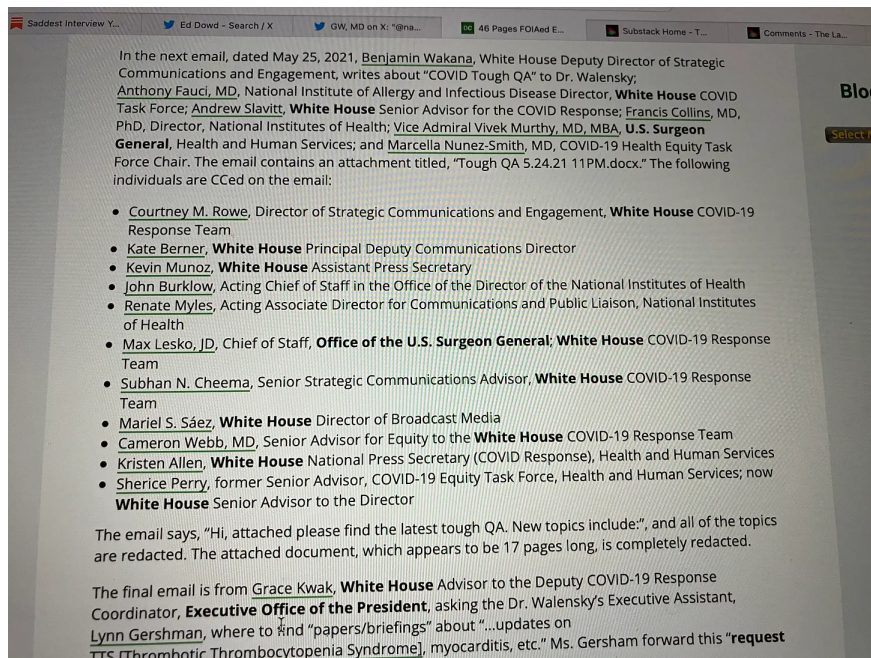 Saddest Interview Y...
Ed Dowd - Search / X
GW, MD on X: "@na...
DC 46 Pages FOIAed E...
Substack Home - T...
Comments - The La...
In the next email, dated May 25, 2021, Benjamin Wakana, White House Deputy Director of Strategic
Communications and Engagement, writes about “COVID Tough QA” to Dr. Walensky;
Anthony Fauci, MD, National Institute of Allergy and Infectious Disease Director, White House COVID
Task Force; Andrew Slavitt, White House Senior Advisor for the COVID Response; Francis Collins, MD,
PhD, Director, National Institutes of Health; Vice Admiral Vivek Murthy, MD, MBA, U.S. Surgeon
General, Health and Human Services; and Marcella Nunez-Smith, MD, COVID-19 Health Equity Task
Force Chair. The email contains an attachment titled, “Tough QA 5.24.21 11PM.docx.” The following
individuals are CCed on the email:
Blo
Select
• Courtney M. Rowe, Director of Strategic Communications and Engagement, White House COVID-19
Response Team
• Kate Berner, White House Principal Deputy Communications Director
• Kevin Munoz, White House Assistant Press Secretary
• John Burklow, Acting Chief of Staff in the Office of the Director of the National Institutes of Health
• Renate Myles, Acting Associate Director for Communications and Public Liaison, National Institutes
of Health
• Max Lesko, JD, Chief of Staff, Office of the U.S. Surgeon General; White House COVID-19 Response
Team
• Subhan N. Cheema, Senior Strategic Communications Advisor, White House COVID-19 Response
Team
• Mariel S. Sáez, White House Director of Broadcast Media
• Cameron Webb, MD, Senior Advisor for Equity to the White House COVID-19 Response Team
• Kristen Allen, White House National Press Secretary (COVID Response), Health and Human Services
• Sherice Perry, former Senior Advisor, COVID-19 Equity Task Force, Health and Human Services; now
White House Senior Advisor to the Director
The email says, “Hi, attached please find the latest tough QA. New topics include:”, and all of the topics
are redacted. The attached document, which appears to be 17 pages long, is completely redacted.
The final email is from Grace Kwak, White House Advisor to the Deputy COVID-19 Response
Coordinator, Executive Office of the President, asking the Dr. Walensky’s Executive Assistant,
Lynn Gershman, where to find “papers/briefings” about “...updates on
TTS [Thrombotic Thrombocytopenia Syndrome], myocarditis, etc.” Ms. Gersham forward this “request